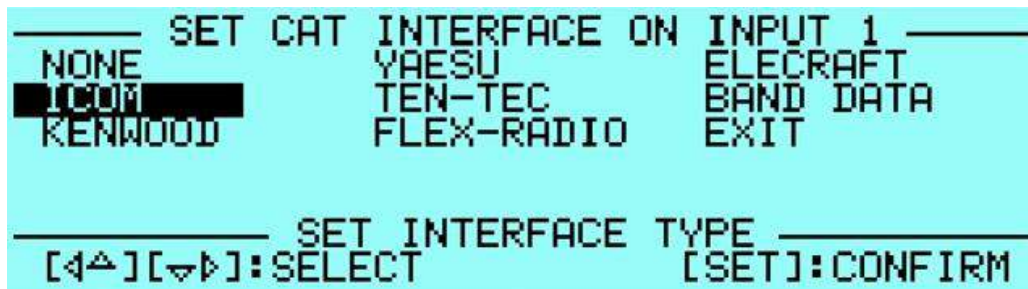 SET CAT INTERFACE ON INPUT 1
NONE YAESU ELECRAFT
ICOM TEN-TEC BAND DATA
KENWOOD FLEX-RADIO EXIT
SET INTERFACE TYPE
[◁△][▽▷]:SELECT [SET]:CONFIRM